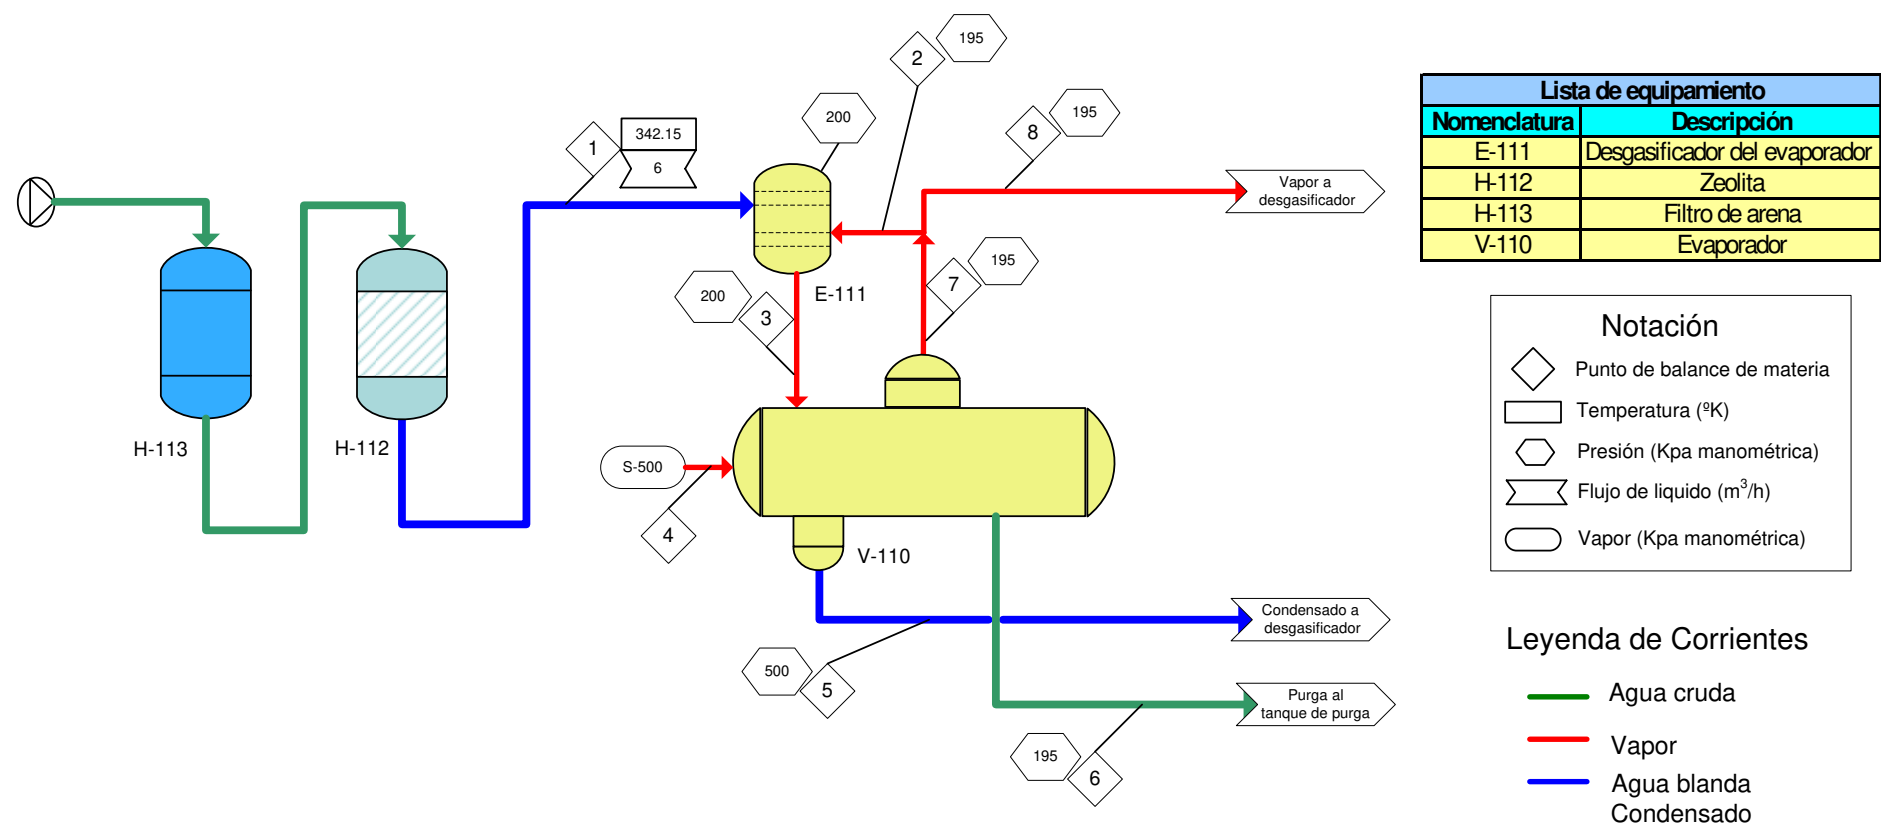 2
195
8
195
200
1
342.15
6
Vapor a
desgasificador
Lista de equipamiento
Nomenclatura Descripción
E-111 Desgasificador del evaporador
H-112 Zeolita
H-113 Filtro de arena
V-110 Evaporador
7
195
200
3
E-111
H-113
H-112
S-500
4
V-110
Condensado a
desgasificador
500
5
Purga al
tanque de purga
195
6
Notación
Punto de balance de materia
Temperatura (ºK)
Presión (Kpa manométrica)
Flujo de liquido (m³/h)
Vapor (Kpa manométrica)
Leyenda de Corrientes
Agua cruda
Vapor
Agua blanda
Condensado